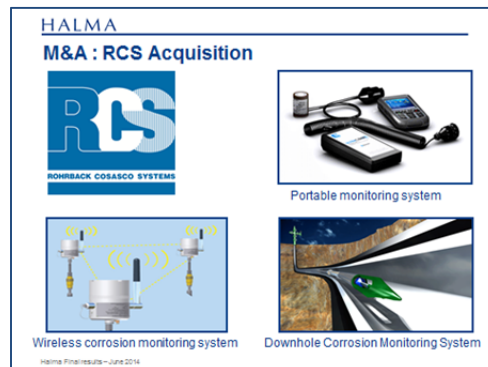 HALMA
M&A : RCS Acquisition
RCS
ROHRBACK COSASCO SYSTEMS
Portable monitoring system
Wireless corrosion monitoring system
Downhole Corrosion Monitoring System
Halma Final results – June 2014